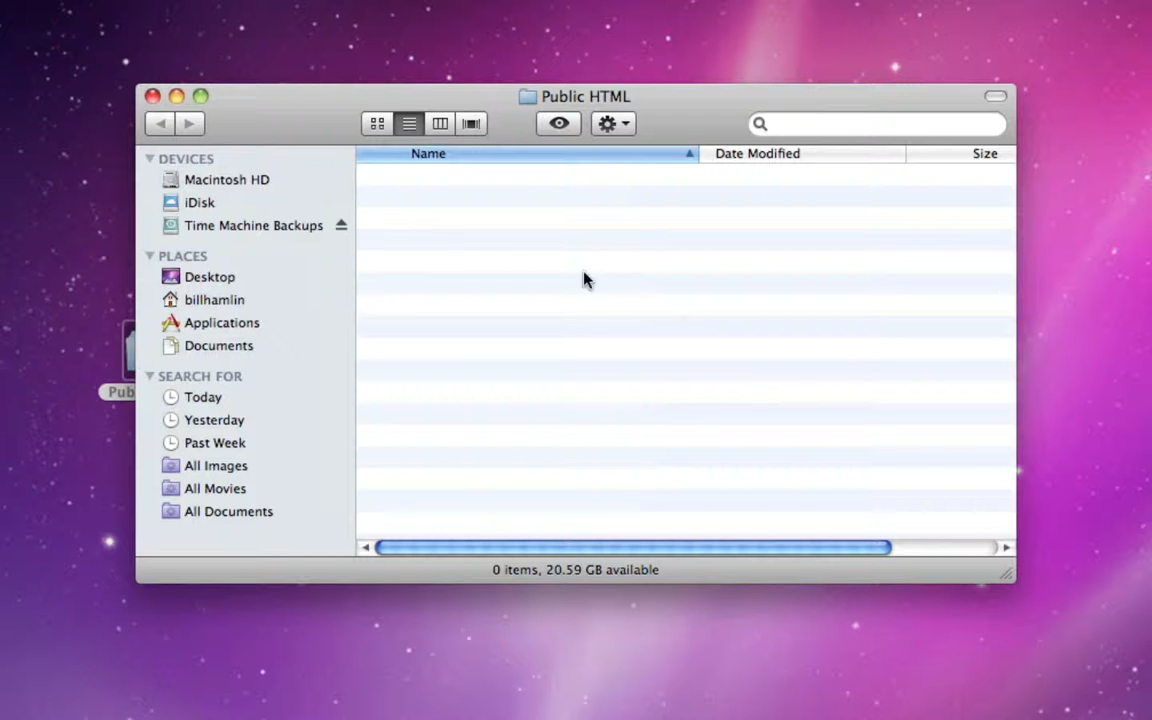 Public HTML
Name
Date Modified
Size
DEVICES
Macintosh HD
iDisk
Time Machine Backups
PLACES
Desktop
billhamlin
Applications
Documents
SEARCH FOR
Today
Yesterday
Past Week
All Images
All Movies
All Documents
Pub
0 items, 20.59 GB available